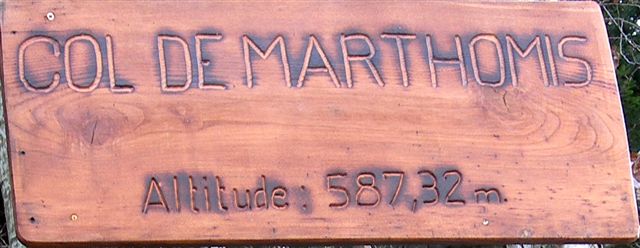 COL DE MARTHOMIS
Altitude: 587,32 m.